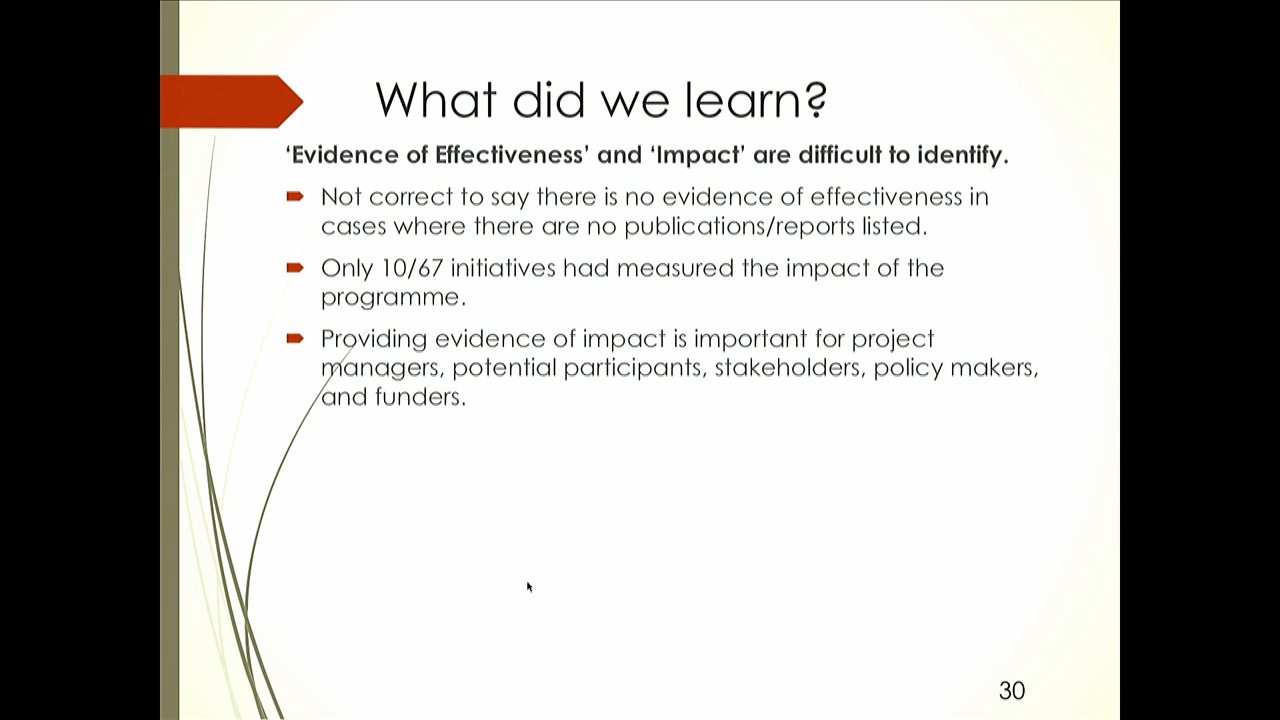 What did we learn?
‘Evidence of Effectiveness’ and ‘Impact’ are difficult to identify.
Not correct to say there is no evidence of effectiveness in
cases where there are no publications/reports listed.
Only 10/67 initiatives had measured the impact of the
programme.
Providing evidence of impact is important for project
managers, potential participants, stakeholders, policy makers,
and funders.
30